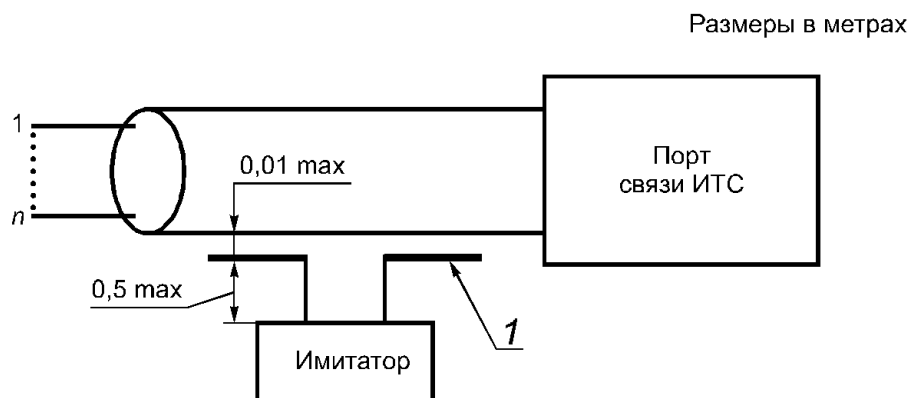 Размеры в метрах
1
n
0,01 max
Порт
связи ИТС
0,5 max
1
Имитатор